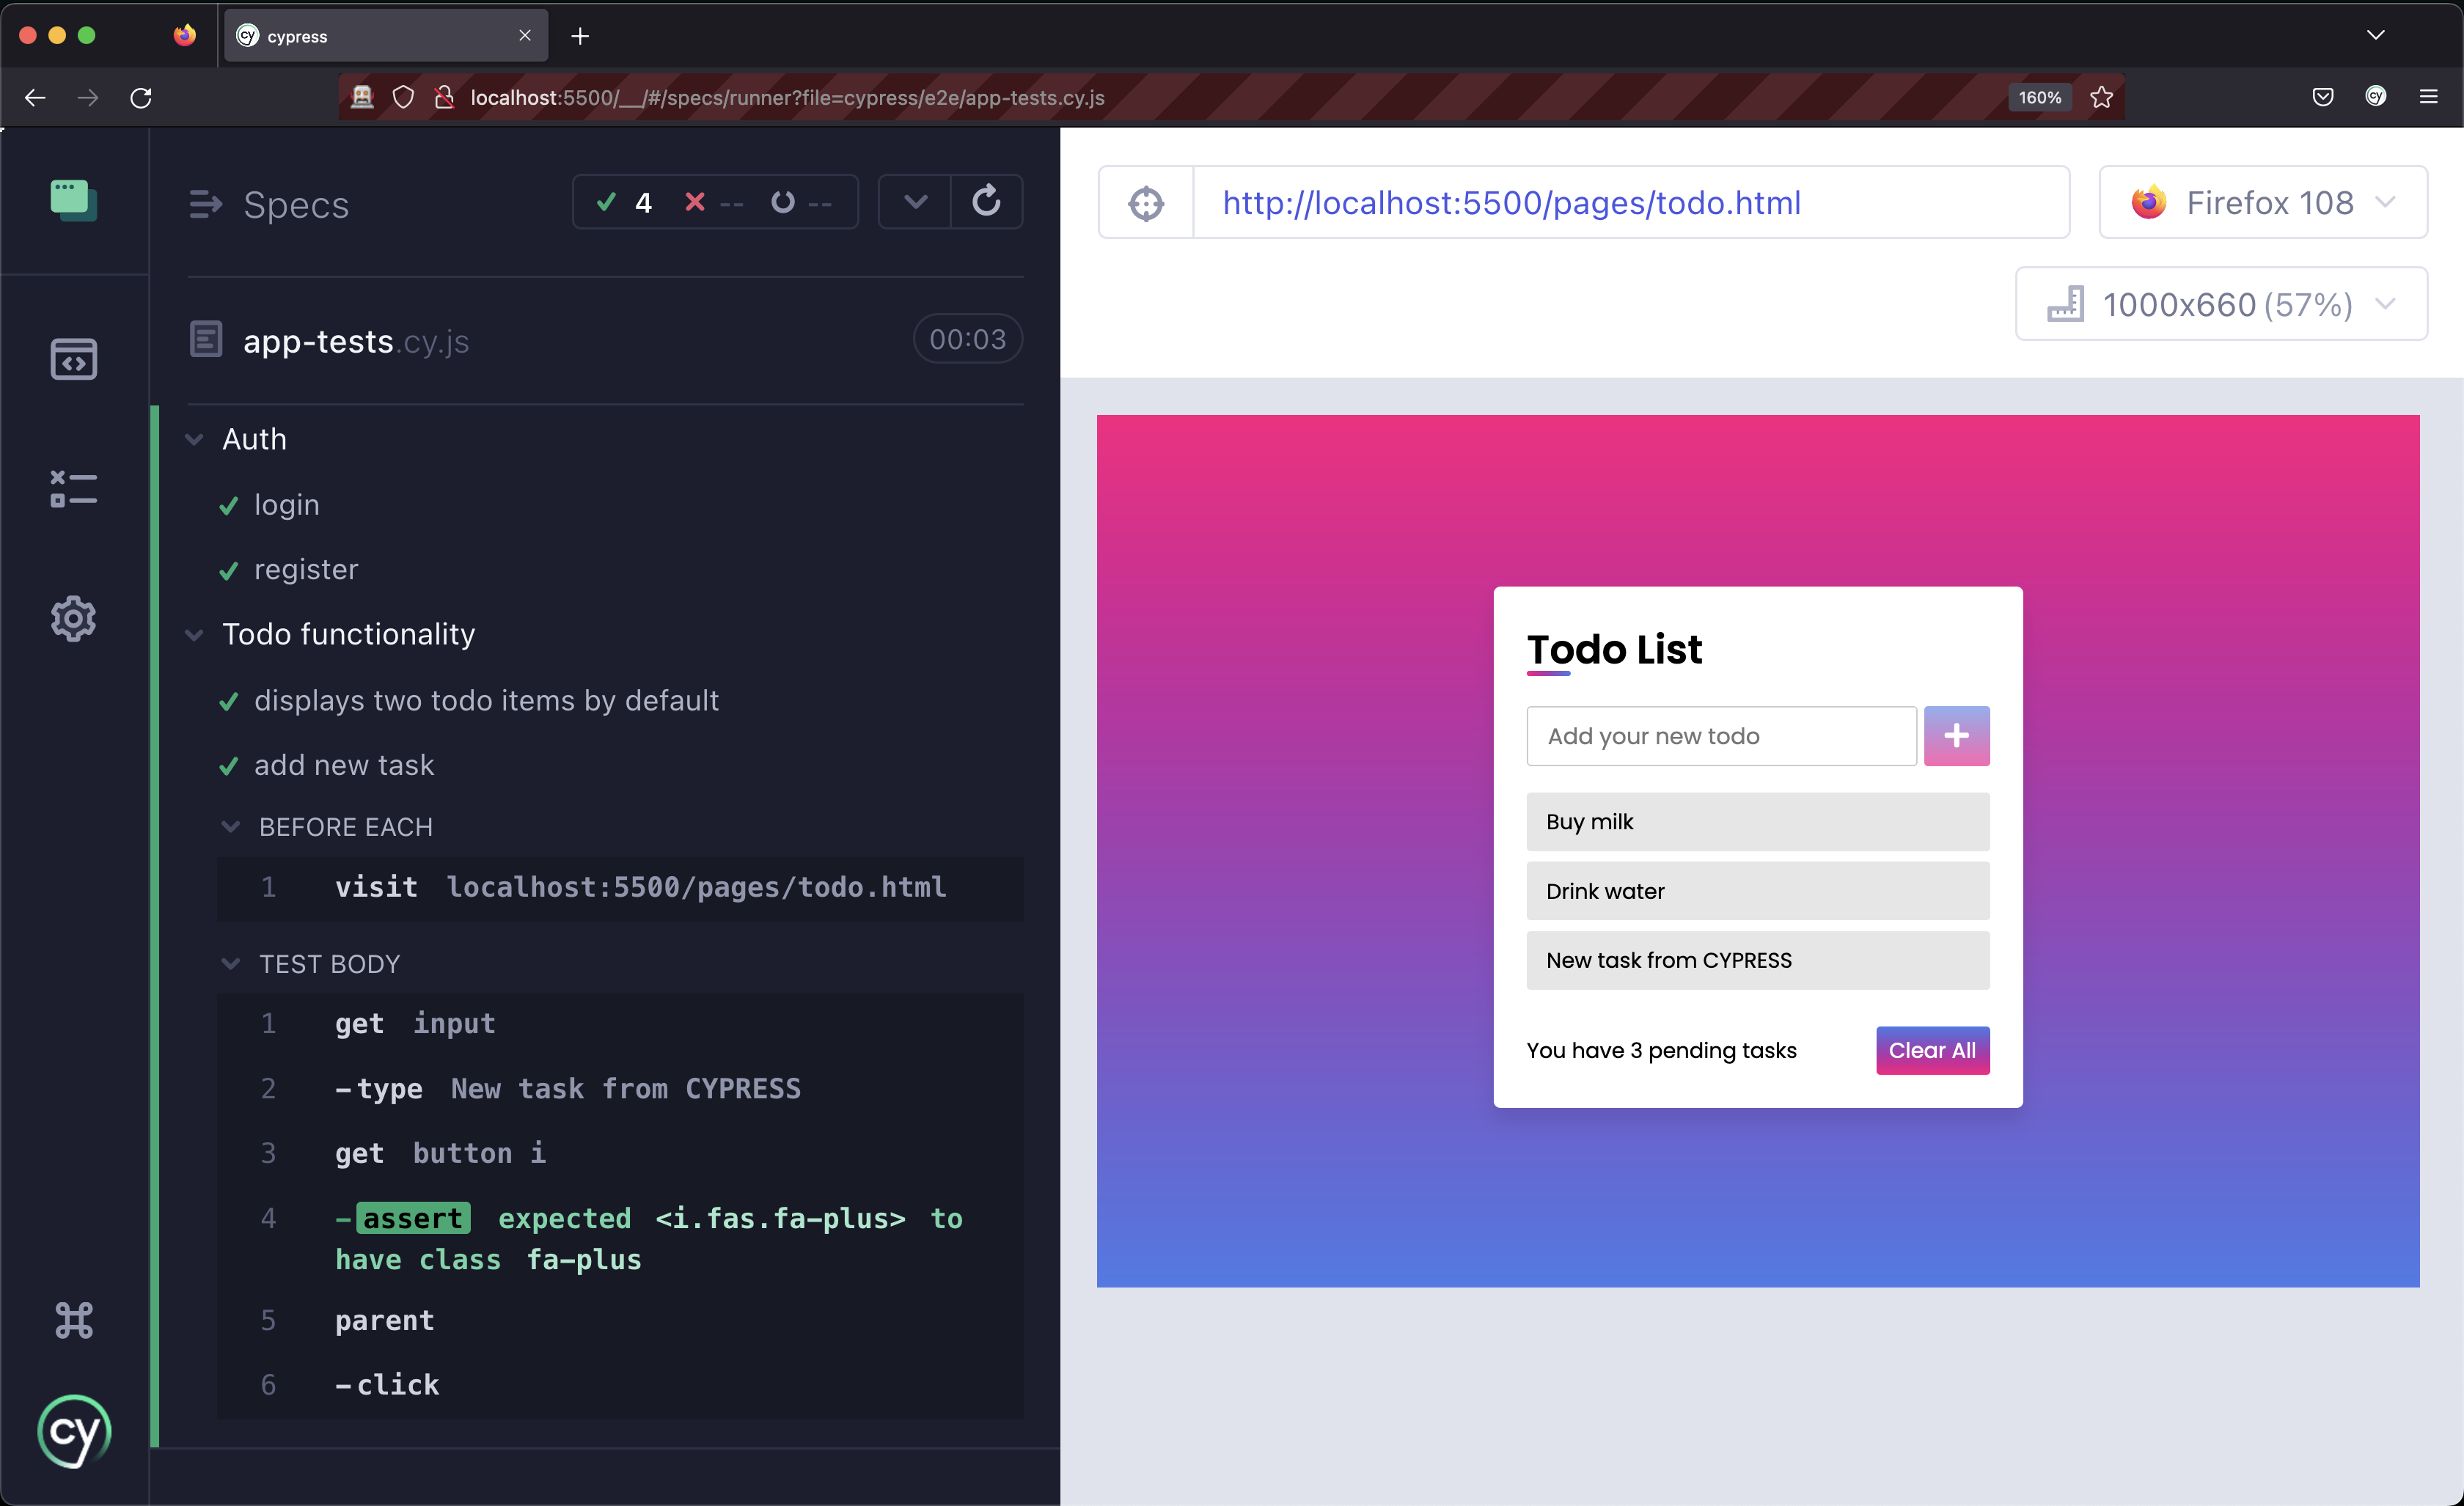 cypress
localhost:5500/__/#/specs/runner?file=cypress/e2e/app-tests.cy.js
160%
Specs
4 -- --
app-tests.cy.js
00:03
Auth
login
register
Todo functionality
displays two todo items by default
add new task
BEFORE EACH
1 visit localhost:5500/pages/todo.html
TEST BODY
1 get input
2 -type New task from CYPRESS
3 get button i
4 -assert expected <i.fas.fa-plus> to
have class fa-plus
5 parent
6 -click
cy
http://localhost:5500/pages/todo.html
Firefox 108
1000x660 (57%)
Todo List
Add your new todo
Buy milk
Drink water
New task from CYPRESS
You have 3 pending tasks
Clear All